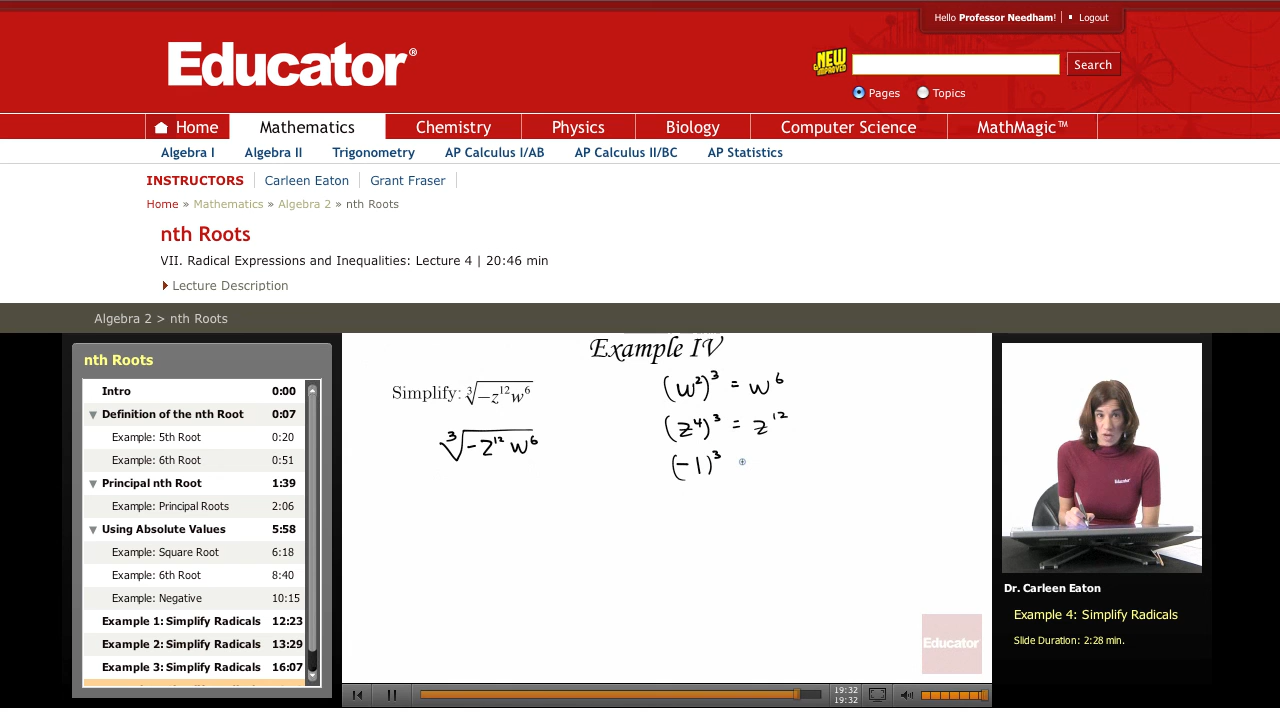 Hello Professor Needham! | ▪ Logout
Educator®
NEW
& IMPROVED
Search
Pages Topics
Home Mathematics Chemistry Physics Biology Computer Science MathMagic™
Algebra I Algebra II Trigonometry AP Calculus I/AB AP Calculus II/BC AP Statistics
INSTRUCTORS Carleen Eaton Grant Fraser
Home » Mathematics » Algebra 2 » nth Roots
nth Roots
VII. Radical Expressions and Inequalities: Lecture 4 | 20:46 min
Lecture Description
Algebra 2 > nth Roots
nth Roots
Intro 0:00
Definition of the nth Root 0:07
Example: 5th Root 0:20
Example: 6th Root 0:51
Principal nth Root 1:39
Example: Principal Roots 2:06
Using Absolute Values 5:58
Example: Square Root 6:18
Example: 6th Root 8:40
Example: Negative 10:15
Example 1: Simplify Radicals 12:23
Example 2: Simplify Radicals 13:29
Example 3: Simplify Radicals 16:07
Example IV
Simplify: ∛(−z¹²w⁶)
∛(−z¹²w⁶)
(w²)³ = w⁶
(z⁴)³ = z¹²
(−1)³
Educator
19:32
19:32
Educator
Dr. Carleen Eaton
Example 4: Simplify Radicals
Slide Duration: 2:28 min.